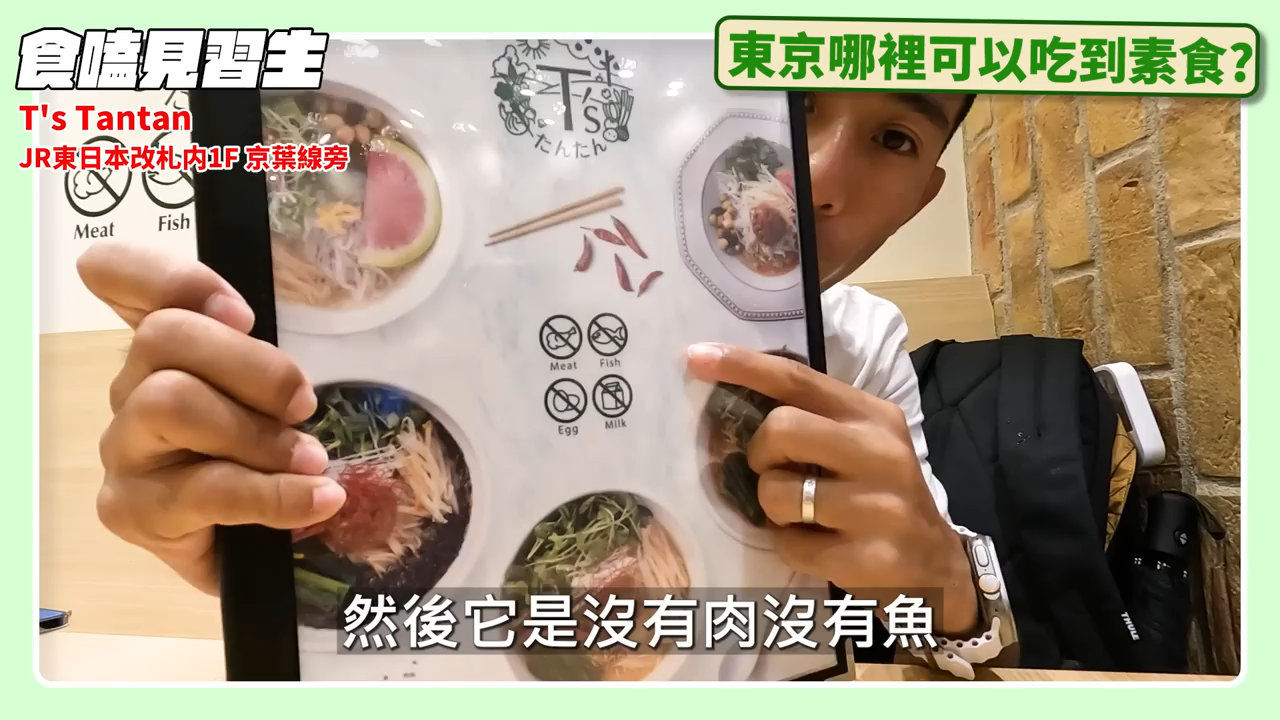 食嗑見習生
東京哪裡可以吃到素食?
T's Tantan
JR東日本改札内1F 京葉線旁
Meat
Fish
T's
たんたん
Meat
Fish
Egg
Milk
THULE
然後它是沒有肉沒有魚